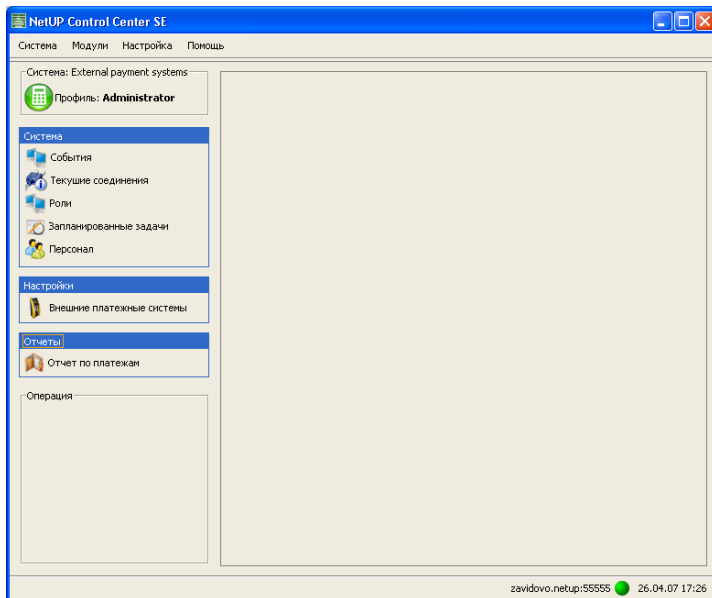 NetUP Control Center SE
Система Модули Настройка Помощь
Система: External payment systems
Профиль: Administrator
Система
События
Текушие соединения
Роли
Запланированные задачи
Персонал
Настройки
Внешние платежные системы
Отчеты
Отчет по платежам
Операция
zavidovo.netup:55555 26.04.07 17:26